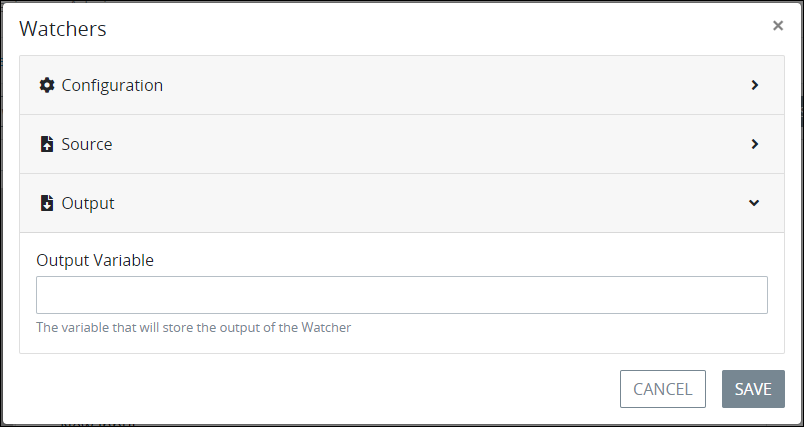 Watchers
×
Configuration
Source
Output
Output Variable
The variable that will store the output of the Watcher
CANCEL
SAVE